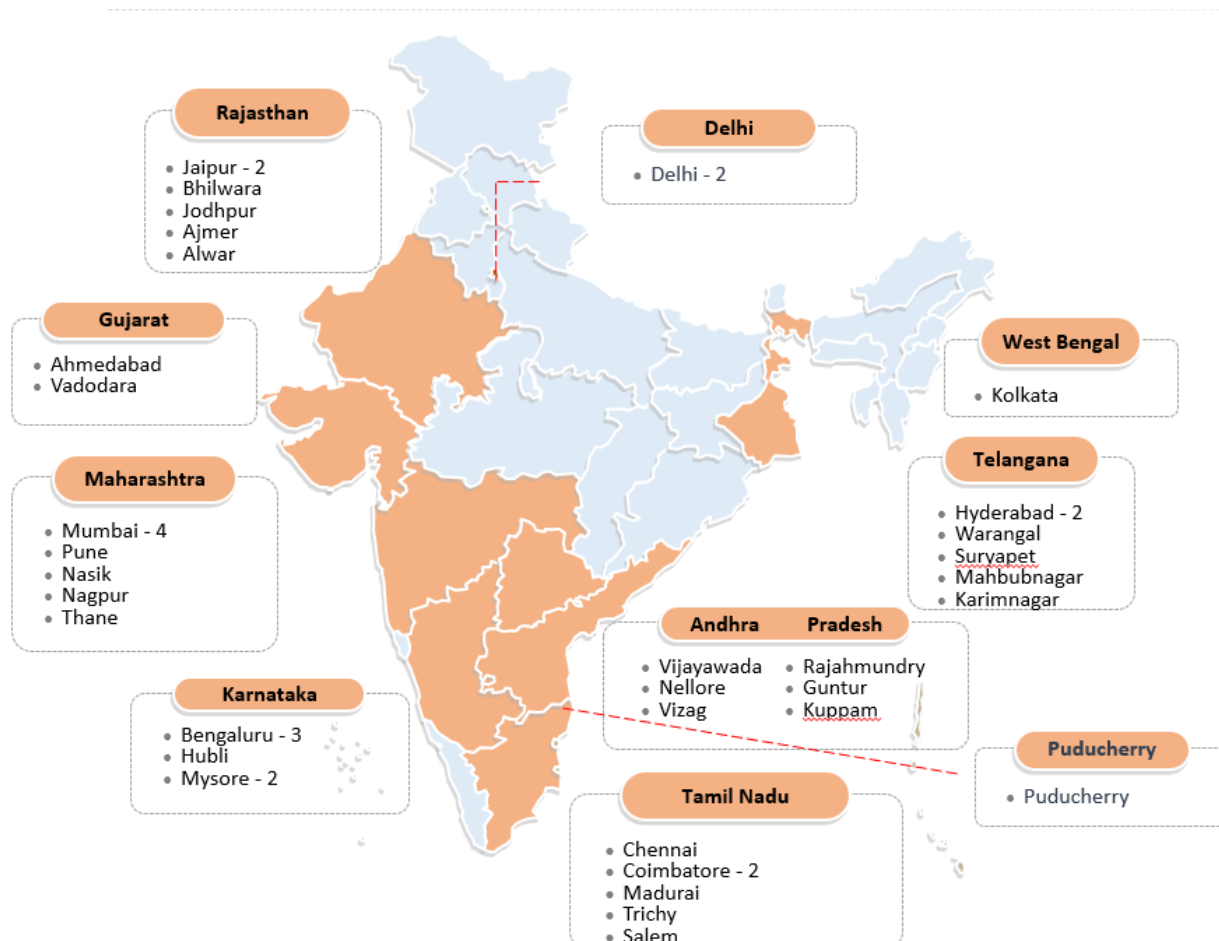 Rajasthan
Jaipur - 2
Bhilwara
Jodhpur
Ajmer
Alwar
Delhi
Delhi - 2
Gujarat
Ahmedabad
Vadodara
West Bengal
Kolkata
Maharashtra
Mumbai - 4
Pune
Nasik
Nagpur
Thane
Telangana
Hyderabad - 2
Warangal
Suryapet
Mahbubnagar
Karimnagar
Andhra Pradesh
Vijayawada
Nellore
Vizag
Rajahmundry
Guntur
Kuppam
Karnataka
Bengaluru - 3
Hubli
Mysore - 2
Puducherry
Puducherry
Tamil Nadu
Chennai
Coimbatore - 2
Madurai
Trichy
Salem